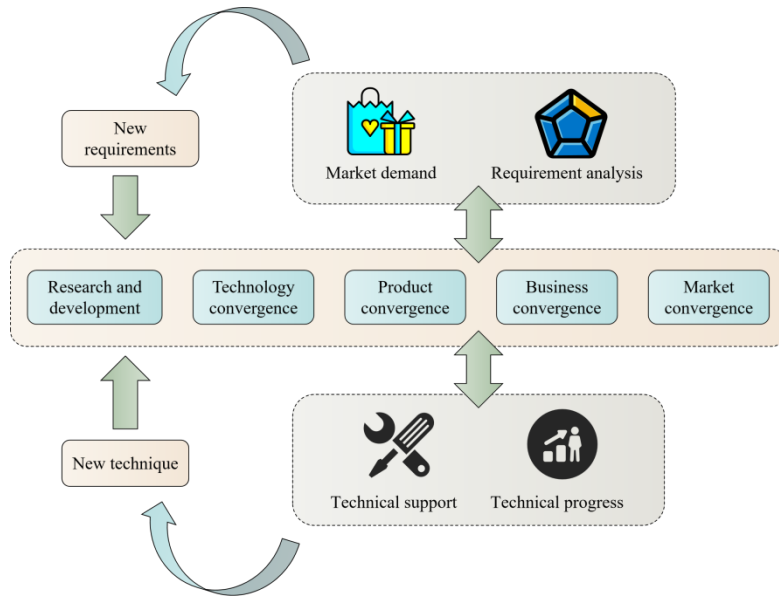 New
requirements
Market demand
Requirement analysis
Research and
development
Technology
convergence
Product
convergence
Business
convergence
Market
convergence
New technique
Technical support
Technical progress